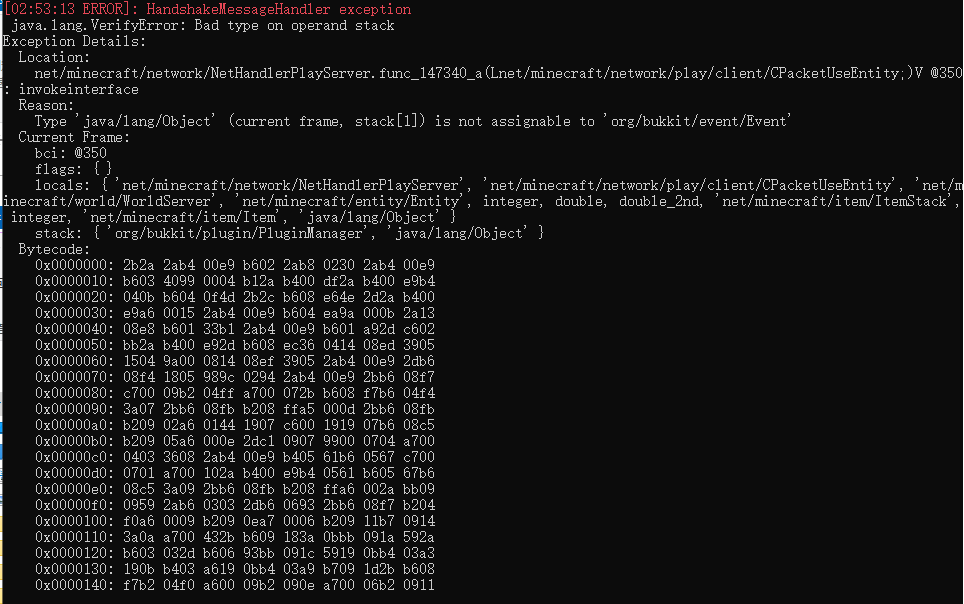 [02:53:13 ERROR]: HandshakeMessageHandler exception
java.lang.VerifyError: Bad type on operand stack
Exception Details:
Location:
net/minecraft/network/NetHandlerPlayServer.func_147340_a(Lnet/minecraft/network/play/client/CPacketUseEntity;)V @350
: invokeinterface
Reason:
Type 'java/lang/Object' (current frame, stack[1]) is not assignable to 'org/bukkit/event/Event'
Current Frame:
bci: @350
flags: { }
locals: { 'net/minecraft/network/NetHandlerPlayServer', 'net/minecraft/network/play/client/CPacketUseEntity', 'net/m
inecraft/world/WorldServer', 'net/minecraft/entity/Entity', integer, double, double_2nd, 'net/minecraft/item/ItemStack',
integer, 'net/minecraft/item/Item', 'java/lang/Object' }
stack: { 'org/bukkit/plugin/PluginManager', 'java/lang/Object' }
Bytecode:
0x0000000: 2b2a 2ab4 00e9 b602 2ab8 0230 2ab4 00e9
0x0000010: b603 4099 0004 b12a b400 df2a b400 e9b4
0x0000020: 040b b604 0f4d 2b2c b608 e64e 2d2a b400
0x0000030: e9a6 0015 2ab4 00e9 b604 ea9a 000b 2a13
0x0000040: 08e8 b601 33b1 2ab4 00e9 b601 a92d c602
0x0000050: bb2a b400 e92d b608 ec36 0414 08ed 3905
0x0000060: 1504 9a00 0814 08ef 3905 2ab4 00e9 2db6
0x0000070: 08f4 1805 989c 0294 2ab4 00e9 2bb6 08f7
0x0000080: c700 09b2 04ff a700 072b b608 f7b6 04f4
0x0000090: 3a07 2bb6 08fb b208 ffa5 000d 2bb6 08fb
0x00000a0: b209 02a6 0144 1907 c600 1919 07b6 08c5
0x00000b0: b209 05a6 000e 2dc1 0907 9900 0704 a700
0x00000c0: 0403 3608 2ab4 00e9 b405 61b6 0567 c700
0x00000d0: 0701 a700 102a b400 e9b4 0561 b605 67b6
0x00000e0: 08c5 3a09 2bb6 08fb b208 ffa6 002a bb09
0x00000f0: 0959 2ab6 0303 2db6 0693 2bb6 08f7 b204
0x0000100: f0a6 0009 b209 0ea7 0006 b209 11b7 0914
0x0000110: 3a0a a700 432b b609 183a 0bbb 091a 592a
0x0000120: b603 032d b606 93bb 091c 5919 0bb4 03a3
0x0000130: 190b b403 a619 0bb4 03a9 b709 1d2b b608
0x0000140: f7b2 04f0 a600 09b2 090e a700 06b2 0911